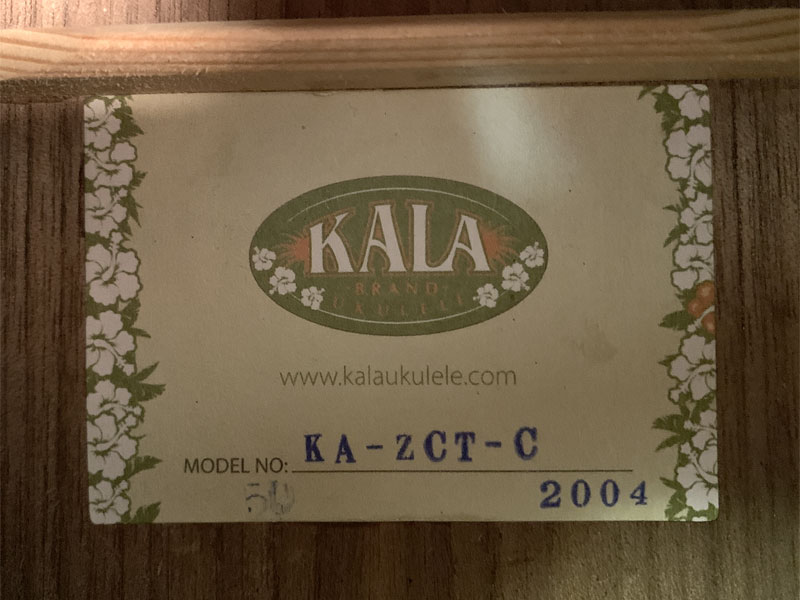 KALA
BRAND
UKULELE
www.kalaukulele.com
MODEL NO: KA-ZCT-C
2004